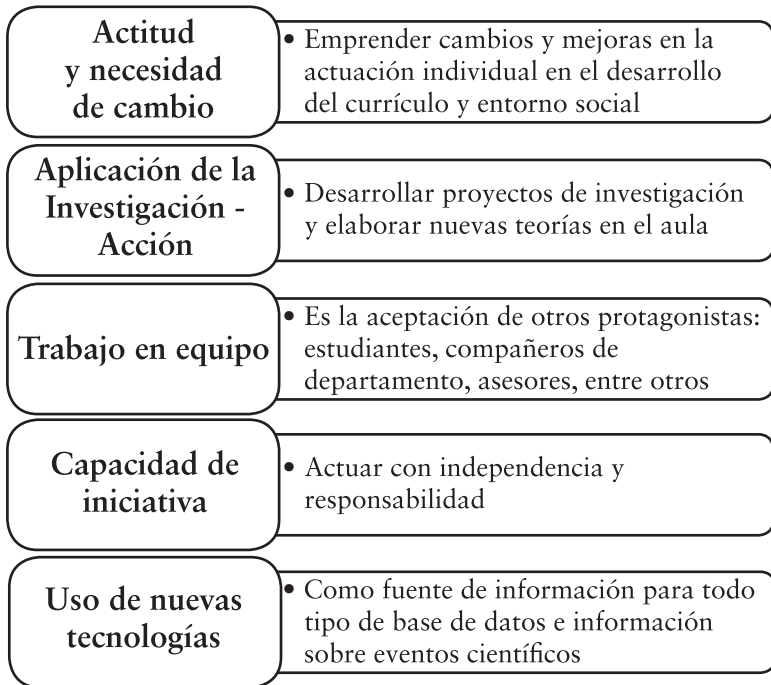 Actitud
y necesidad
de cambio
• Emprender cambios y mejoras en la
actuación individual en el desarrollo
del currículo y entorno social
Aplicación de la
Investigación -
Acción
• Desarrollar proyectos de investigación
y elaborar nuevas teorías en el aula
Trabajo en equipo
• Es la aceptación de otros protagonistas:
estudiantes, compañeros de
departamento, asesores, entre otros
Capacidad de
iniciativa
• Actuar con independencia y
responsabilidad
Uso de nuevas
tecnologías
• Como fuente de información para todo
tipo de base de datos e información
sobre eventos científicos